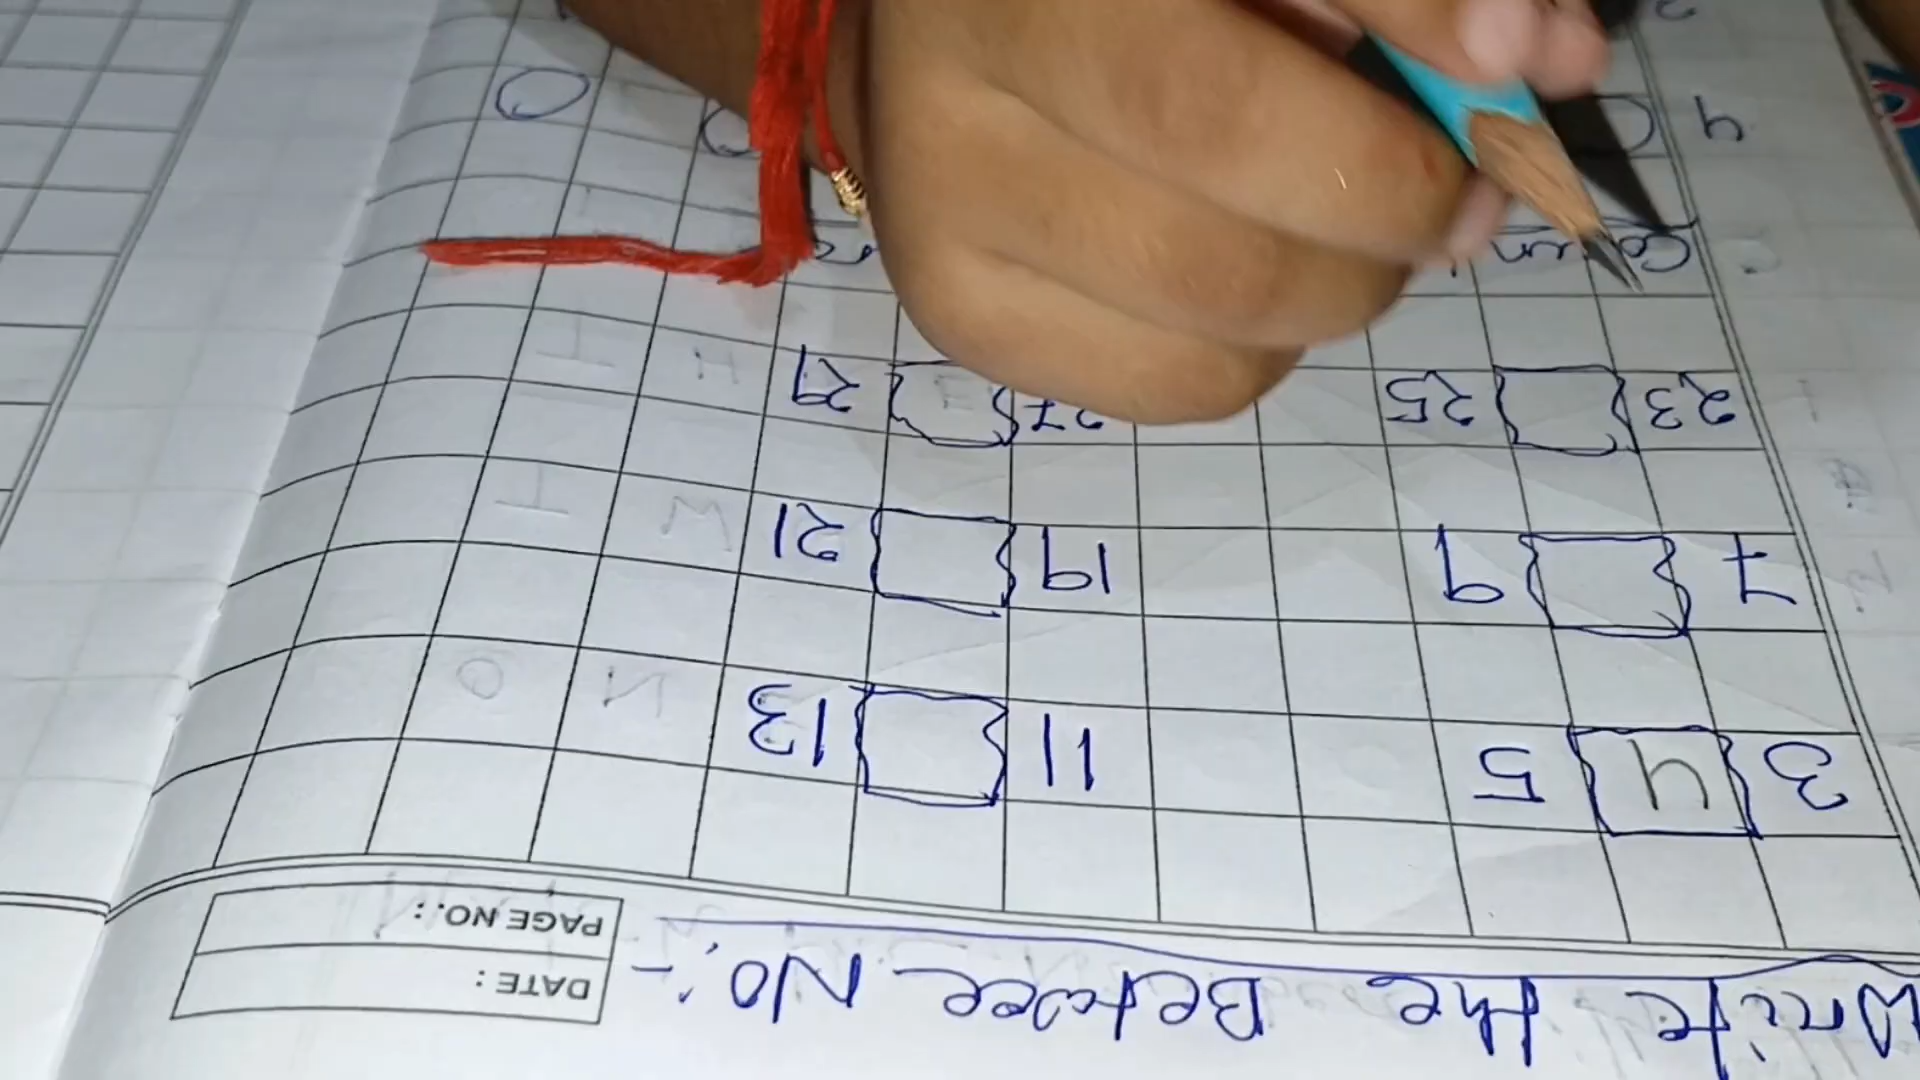 Write the Betwee No:-
DATE :
PAGE NO. :
3 4 5 11 13
7 9 19 21
23 25 27 29
4